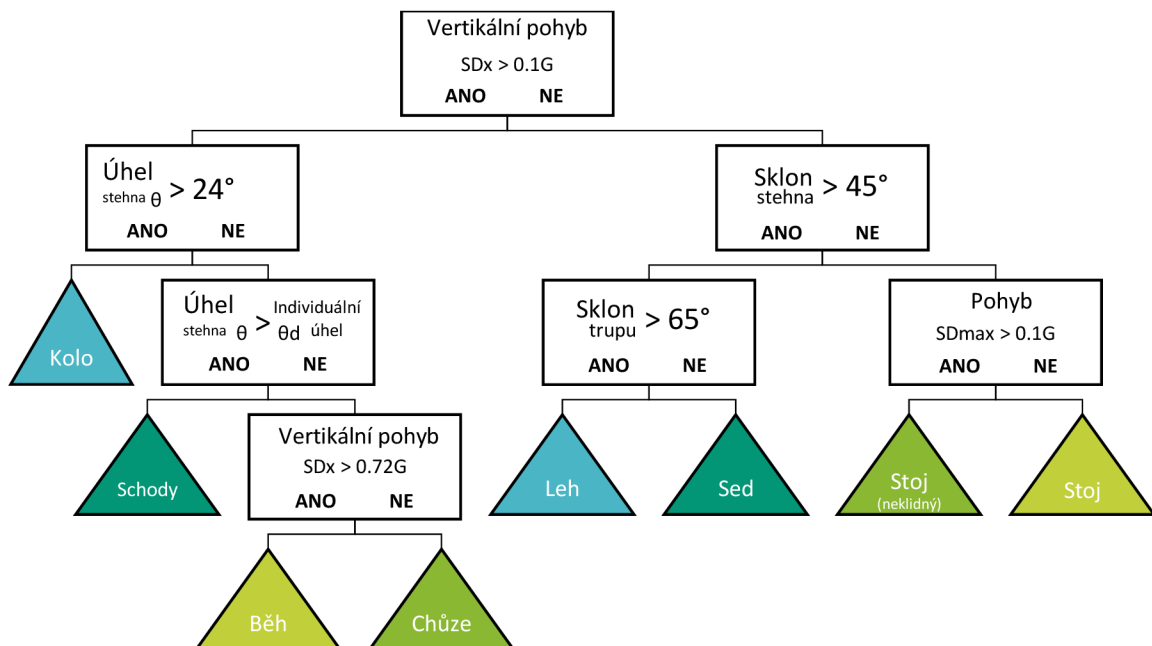 Vertikální pohyb
SDx > 0.1G
ANO NE
Úhel
stehna θ > 24°
ANO NE
Sklon
stehna > 45°
ANO NE
Kolo
Úhel
stehna θ > Individuální
θd úhel
ANO NE
Sklon
trupu > 65°
ANO NE
Pohyb
SDmax > 0.1G
ANO NE
Schody
Vertikální pohyb
SDx > 0.72G
ANO NE
Leh
Sed
Stoj
(neklidný)
Stoj
Běh
Chůze